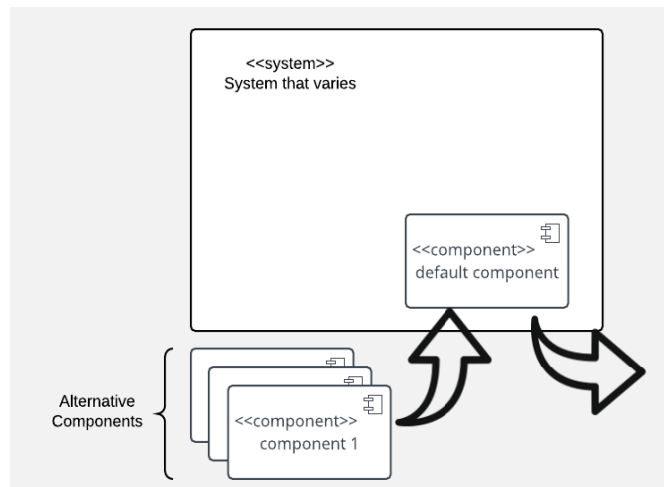 <<system>>
System that varies
<<component>>
default component
Alternative
Components
<<component>>
component 1